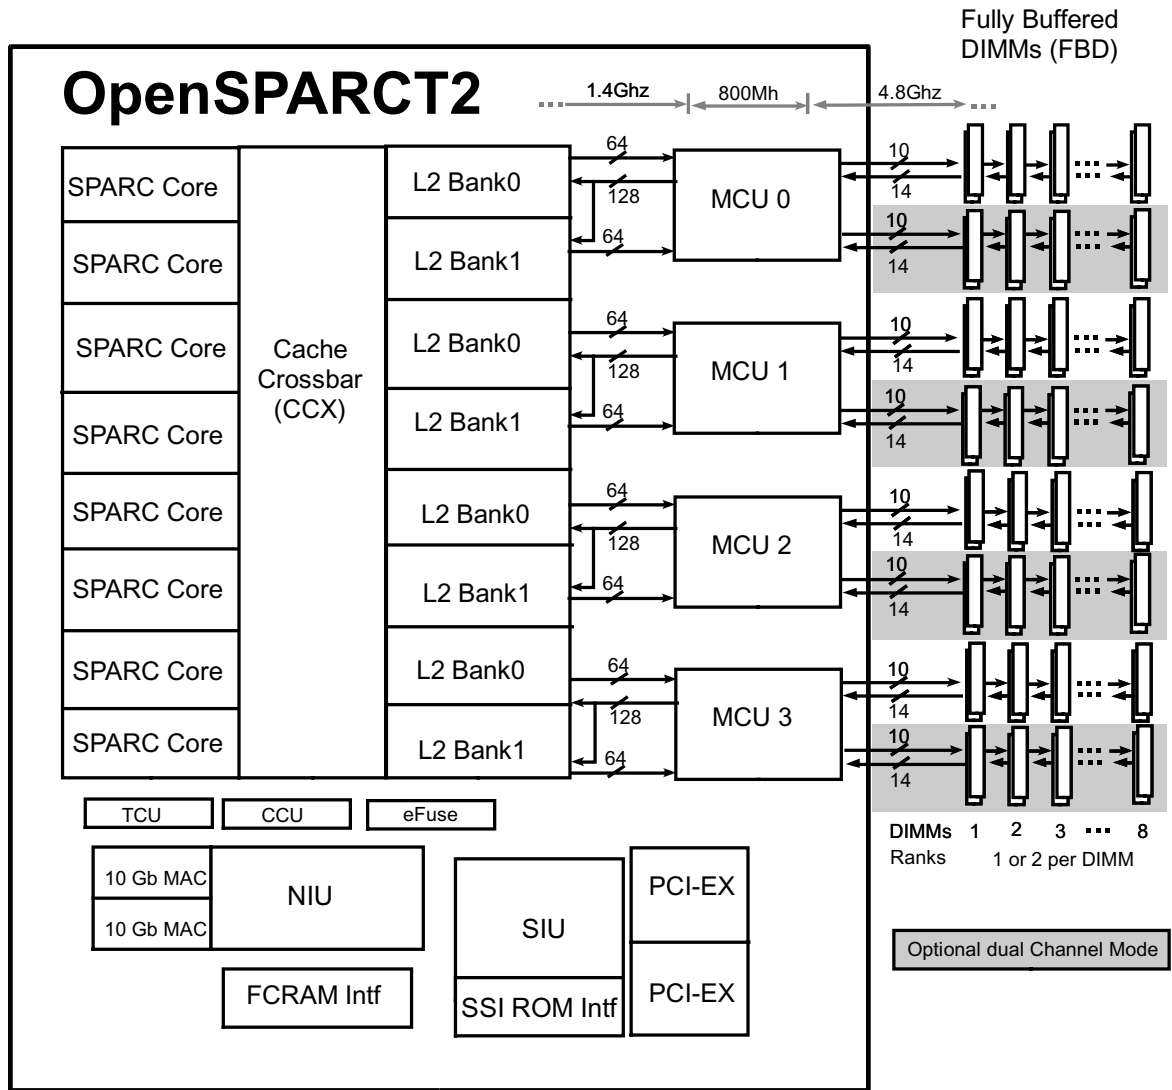 Fully Buffered
DIMMs (FBD)
OpenSPARCT2
1.4Ghz
800Mh
4.8Ghz
SPARC Core
SPARC Core
SPARC Core
SPARC Core
SPARC Core
SPARC Core
SPARC Core
SPARC Core
Cache
Crossbar
(CCX)
L2 Bank0
L2 Bank1
L2 Bank0
L2 Bank1
L2 Bank0
L2 Bank1
L2 Bank0
L2 Bank1
64
128
64
64
128
64
64
128
64
64
128
64
MCU 0
MCU 1
MCU 2
MCU 3
10
14
10
14
10
14
10
14
10
14
10
14
10
14
10
14
DIMMs 1 2 3 ... 8
Ranks 1 or 2 per DIMM
TCU
CCU
eFuse
10 Gb MAC
10 Gb MAC
NIU
FCRAM Intf
SIU
SSI ROM Intf
PCI-EX
PCI-EX
Optional dual Channel Mode